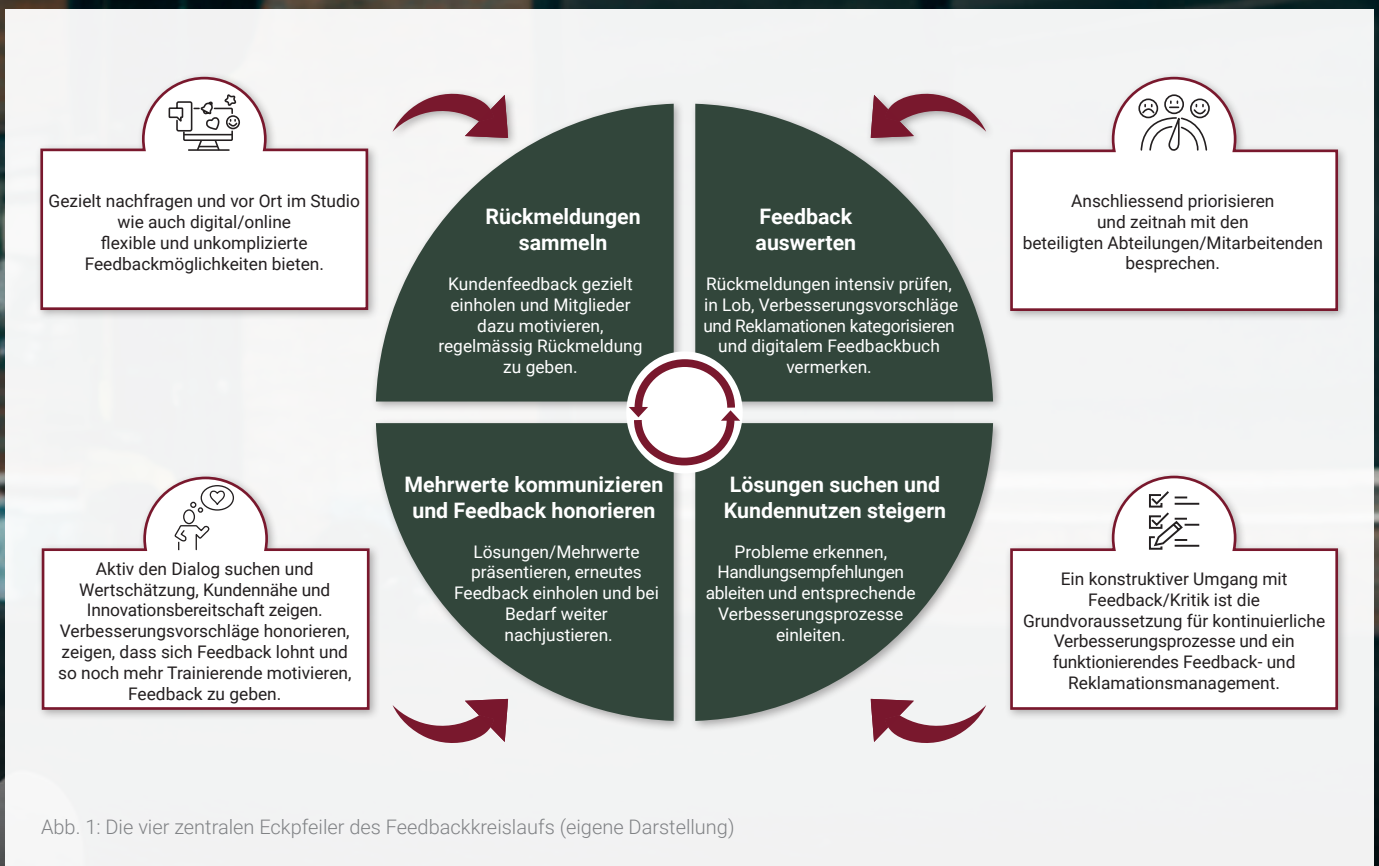 Gezielt nachfragen und vor Ort im Studio
wie auch digital/online
flexible und unkomplizierte
Feedbackmöglichkeiten bieten.
Rückmeldungen
sammeln
Kundenfeedback gezielt
einholen und Mitglieder
dazu motivieren,
regelmässig Rückmeldung
zu geben.
Feedback
auswerten
Rückmeldungen intensiv prüfen,
in Lob, Verbesserungsvorschläge
und Reklamationen kategorisieren
und digitalem Feedbackbuch
vermerken.
Anschliessend priorisieren
und zeitnah mit den
beteiligten Abteilungen/Mitarbeitenden
besprechen.
Aktiv den Dialog suchen und
Wertschätzung, Kundennähe und
Innovationsbereitschaft zeigen.
Verbesserungsvorschläge honorieren,
zeigen, dass sich Feedback lohnt und
so noch mehr Trainierende motivieren,
Feedback zu geben.
Mehrwerte kommunizieren
und Feedback honorieren
Lösungen/Mehrwerte
präsentieren, erneutes
Feedback einholen und bei
Bedarf weiter
nachjustieren.
Lösungen suchen und
Kundennutzen steigern
Probleme erkennen,
Handlungsempfehlungen
ableiten und entsprechende
Verbesserungsprozesse
einleiten.
Ein konstruktiver Umgang mit
Feedback/Kritik ist die
Grundvoraussetzung für kontinuierliche
Verbesserungsprozesse und ein
funktionierendes Feedback- und
Reklamationsmanagement.
Abb. 1: Die vier zentralen Eckpfeiler des Feedbackkreislaufs (eigene Darstellung)